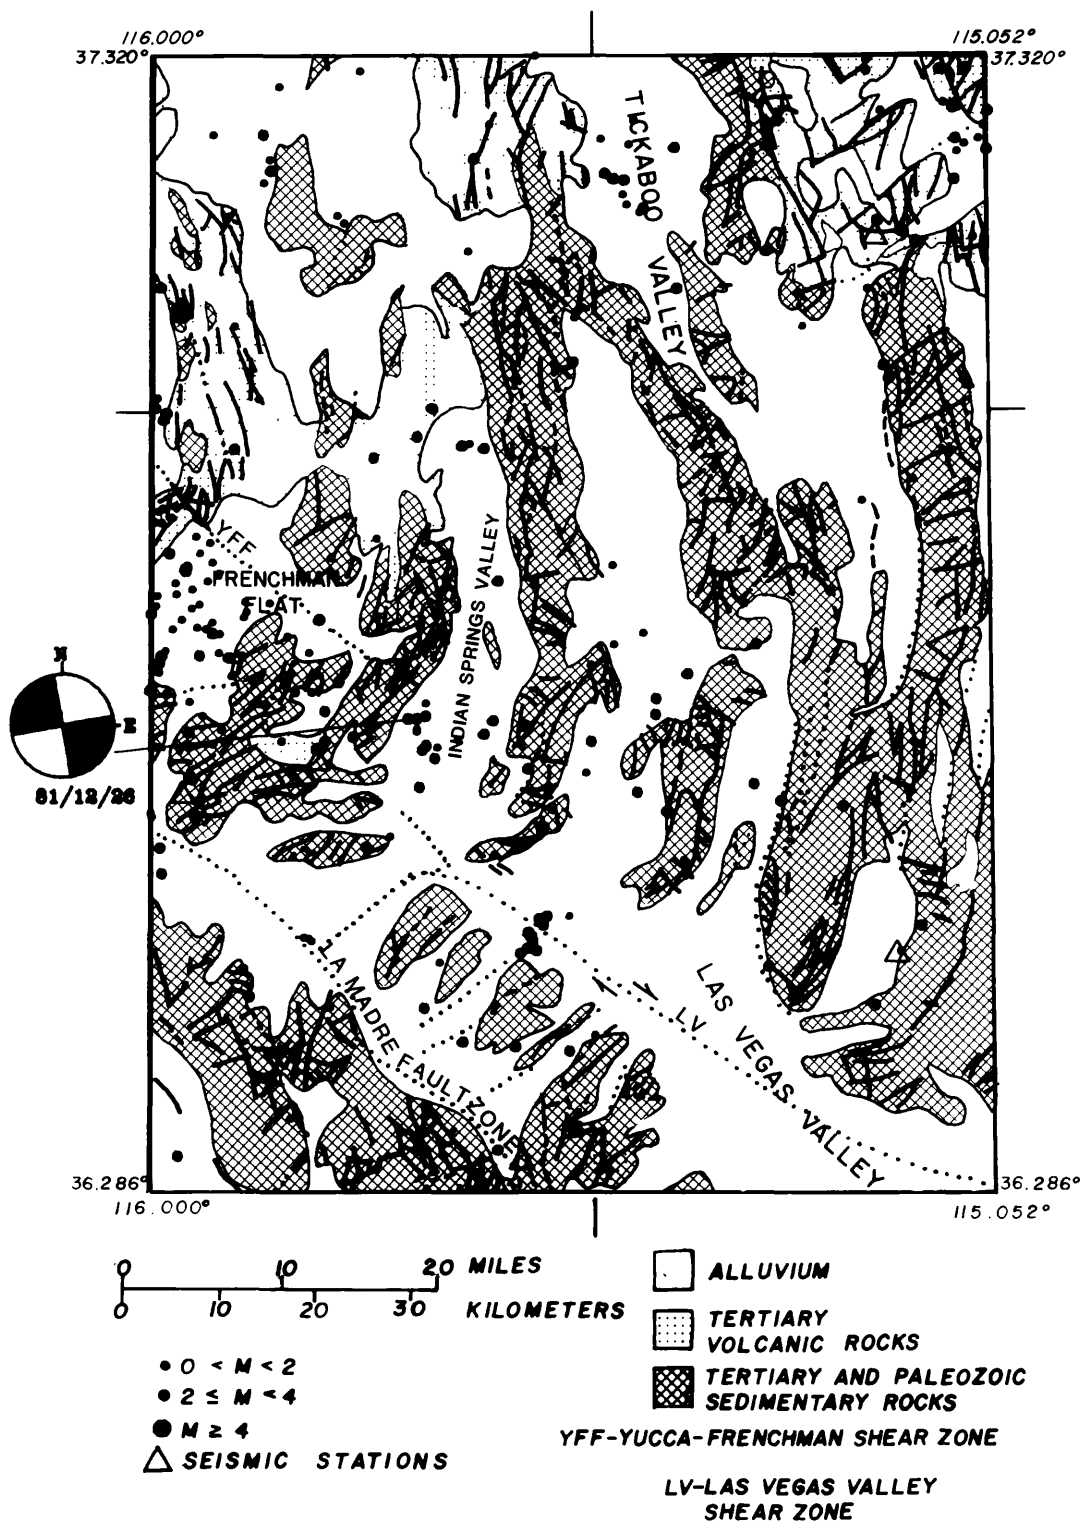 116.000°
115.052°
37.320°
37.320°
TICKABOO
VALLEY
YFF
FRENCHMAN
FLAT
INDIAN SPRINGS VALLEY
N
E
81/12/26
LA MADRE FAULT ZONE
LV
LAS VEGAS VALLEY
36.286°
36.286°
116.000°
115.052°
0 10 20 MILES
0 10 20 30 KILOMETERS
0 < M < 2
2 ≤ M < 4
M ≥ 4
SEISMIC STATIONS
ALLUVIUM
TERTIARY
VOLCANIC ROCKS
TERTIARY AND PALEOZOIC
SEDIMENTARY ROCKS
YFF-YUCCA-FRENCHMAN SHEAR ZONE
LV-LAS VEGAS VALLEY
SHEAR ZONE